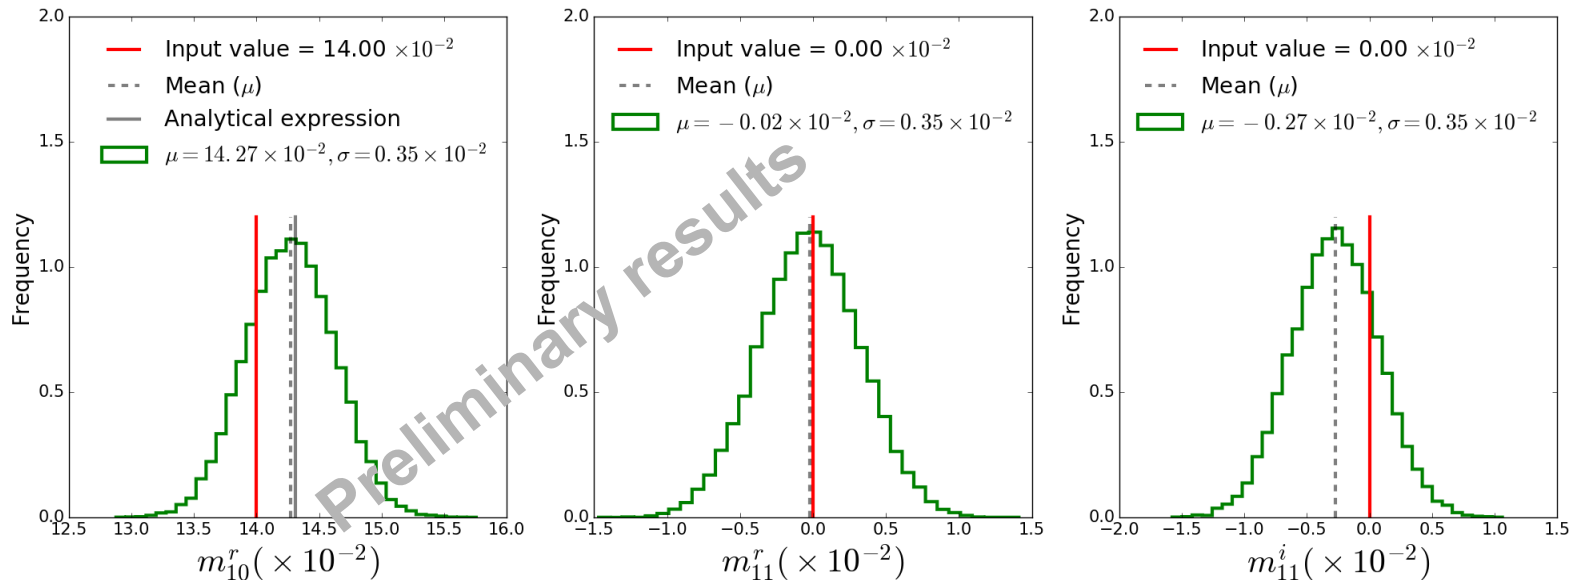 Input value = 14.00 ×10⁻²
Mean (μ)
Analytical expression
μ = 14.27 × 10⁻², σ = 0.35 × 10⁻²
Frequency
2.0
1.5
1.0
0.5
0.0
12.5 13.0 13.5 14.0 14.5 15.0 15.5 16.0
m₁₀ʳ( × 10⁻²)
Input value = 0.00 ×10⁻²
Mean (μ)
μ = − 0.02 × 10⁻², σ = 0.35 × 10⁻²
Frequency
2.0
1.5
1.0
0.5
0.0
−1.5 −1.0 −0.5 0.0 0.5 1.0 1.5
m₁₁ʳ( × 10⁻²)
Input value = 0.00 ×10⁻²
Mean (μ)
μ = − 0.27 × 10⁻², σ = 0.35 × 10⁻²
Frequency
2.0
1.5
1.0
0.5
0.0
−2.0 −1.5 −1.0 −0.5 0.0 0.5 1.0 1.5
m₁₁ⁱ( × 10⁻²)
Preliminary results